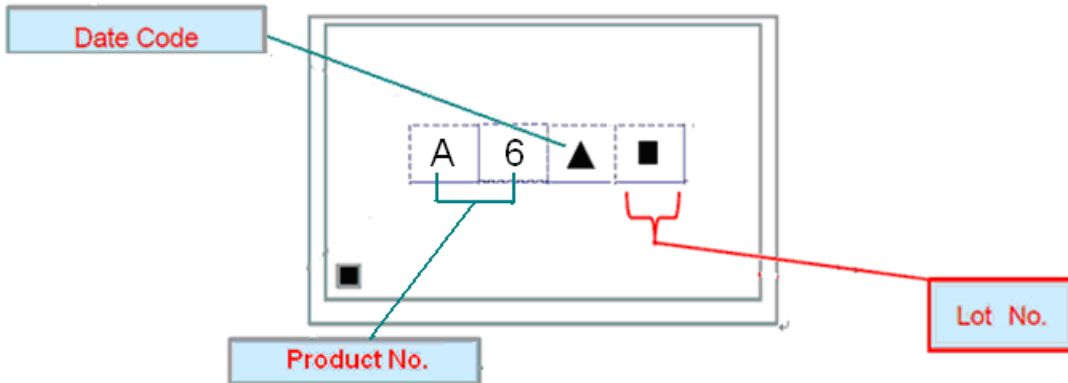 Date Code
A 6 ▲ ■
Product No.
Lot No.